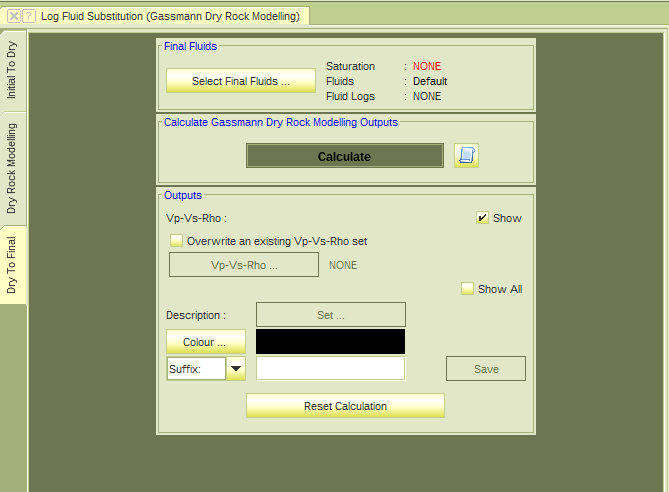 Log Fluid Substitution (Gassmann Dry Rock Modelling)
Initial To Dry
Dry Rock Modelling
Dry To Final
Final Fluids
Select Final Fluids ...
Saturation : NONE
Fluids : Default
Fluid Logs : NONE
Calculate Gassmann Dry Rock Modelling Outputs
Calculate
Outputs
Vp-Vs-Rho :
Show
Overwrite an existing Vp-Vs-Rho set
Vp-Vs-Rho ... NONE
Show All
Description : Set ...
Colour ...
Suffix:
Save
Reset Calculation